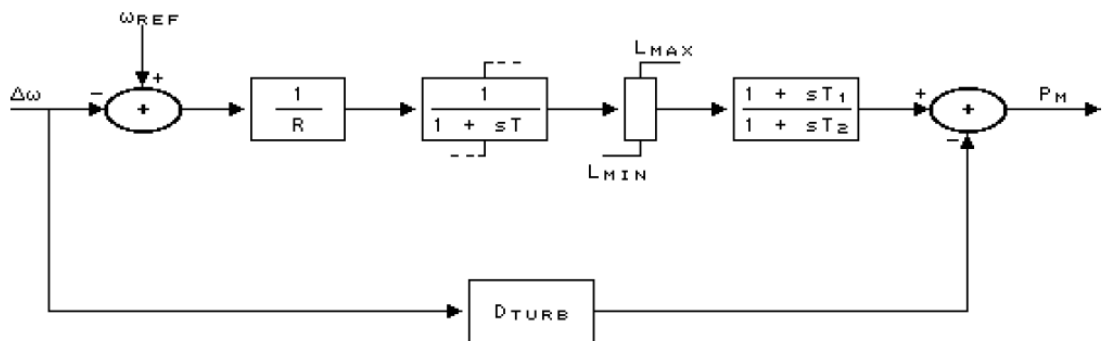 ωREF
LMAX
Δω
- + +
1
R
1
1 + sT
1 + sT1
1 + sT2
+ + -
PM
LMIN
DTURB